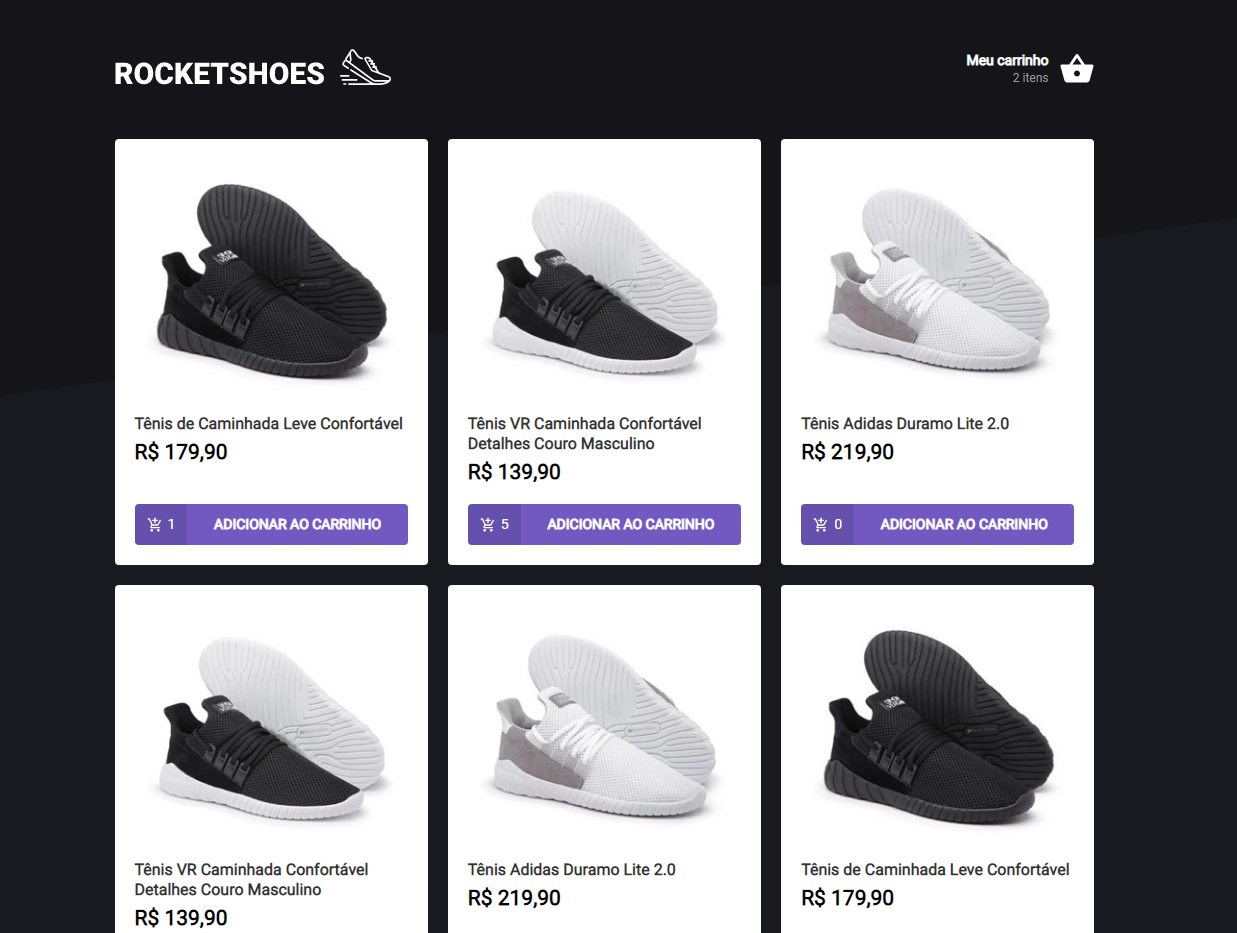 ROCKETSHOES
Meu carrinho
2 itens
Tênis de Caminhada Leve Confortável
R$ 179,90
1 ADICIONAR AO CARRINHO
Tênis VR Caminhada Confortável
Detalhes Couro Masculino
R$ 139,90
5 ADICIONAR AO CARRINHO
Tênis Adidas Duramo Lite 2.0
R$ 219,90
0 ADICIONAR AO CARRINHO
Tênis VR Caminhada Confortável
Detalhes Couro Masculino
R$ 139,90
Tênis Adidas Duramo Lite 2.0
R$ 219,90
Tênis de Caminhada Leve Confortável
R$ 179,90